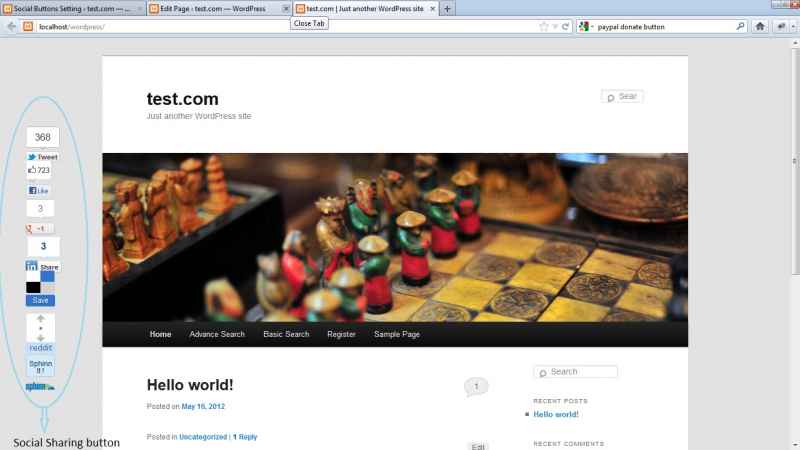 Social Buttons Setting ‹ test.com — ...
Edit Page ‹ test.com — WordPress
test.com | Just another WordPress site
Close Tab
localhost/wordpress/
paypal donate button
test.com
Just another WordPress site
Sear
368
Tweet
723
Like
3
+1
3
Share
Save
reddit
Sphinn
It !
sphinn
Social Sharing button
Home
Advance Search
Basic Search
Register
Sample Page
Hello world!
1
Posted on May 16, 2012
Posted in Uncategorized | 1 Reply
Edit
Search
RECENT POSTS
Hello world!
RECENT COMMENTS